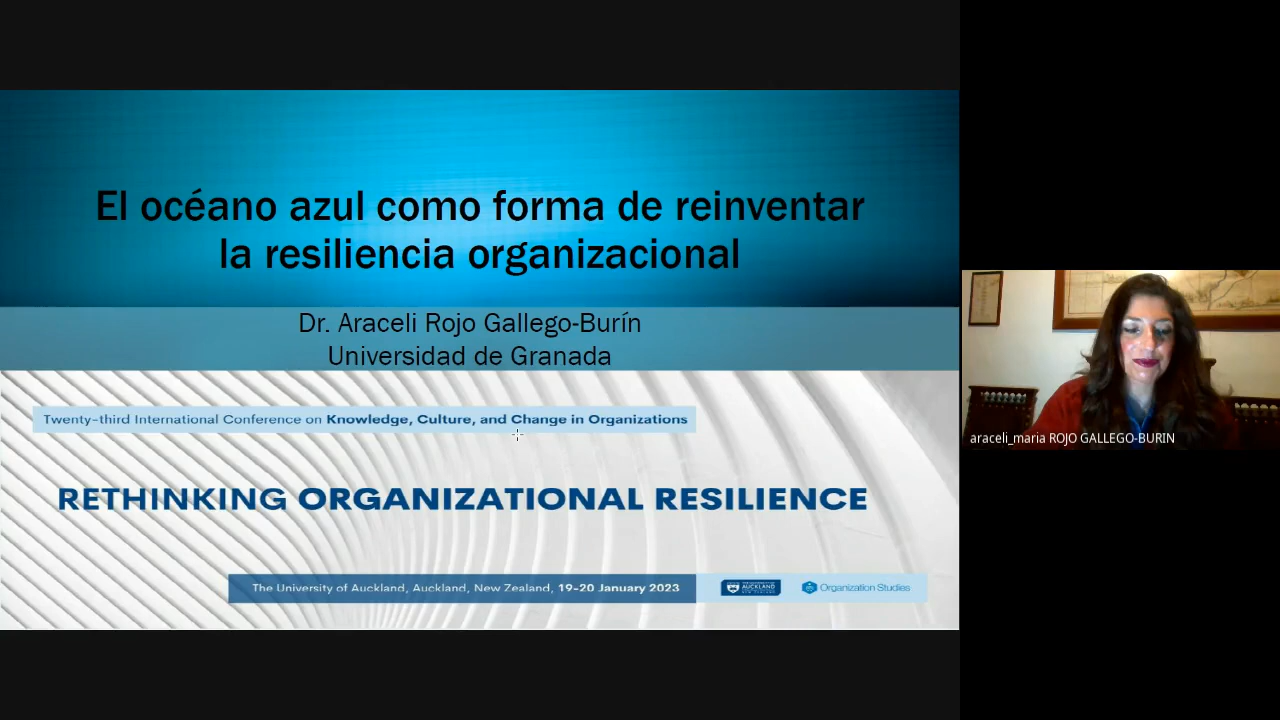 El océano azul como forma de reinventar
la resiliencia organizacional
Dr. Araceli Rojo Gallego-Burín
Universidad de Granada
Twenty-third International Conference on Knowledge, Culture, and Change in Organizations
RETHINKING ORGANIZATIONAL RESILIENCE
The University of Auckland, Auckland, New Zealand, 19–20 January 2023
AUCKLAND
Organization Studies
araceli_maria ROJO GALLEGO-BURIN